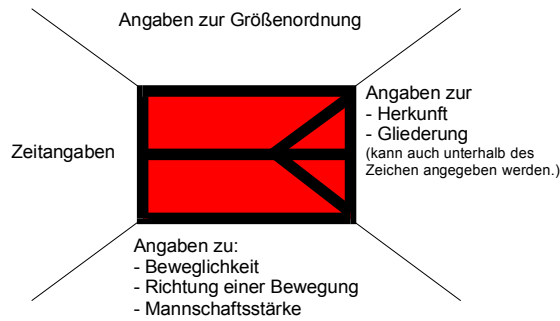 Angaben zur Größenordnung
Zeitangaben
Angaben zur
- Herkunft
- Gliederung
(kann auch unterhalb des
Zeichen angegeben werden.)
Angaben zu:
- Beweglichkeit
- Richtung einer Bewegung
- Mannschaftsstärke